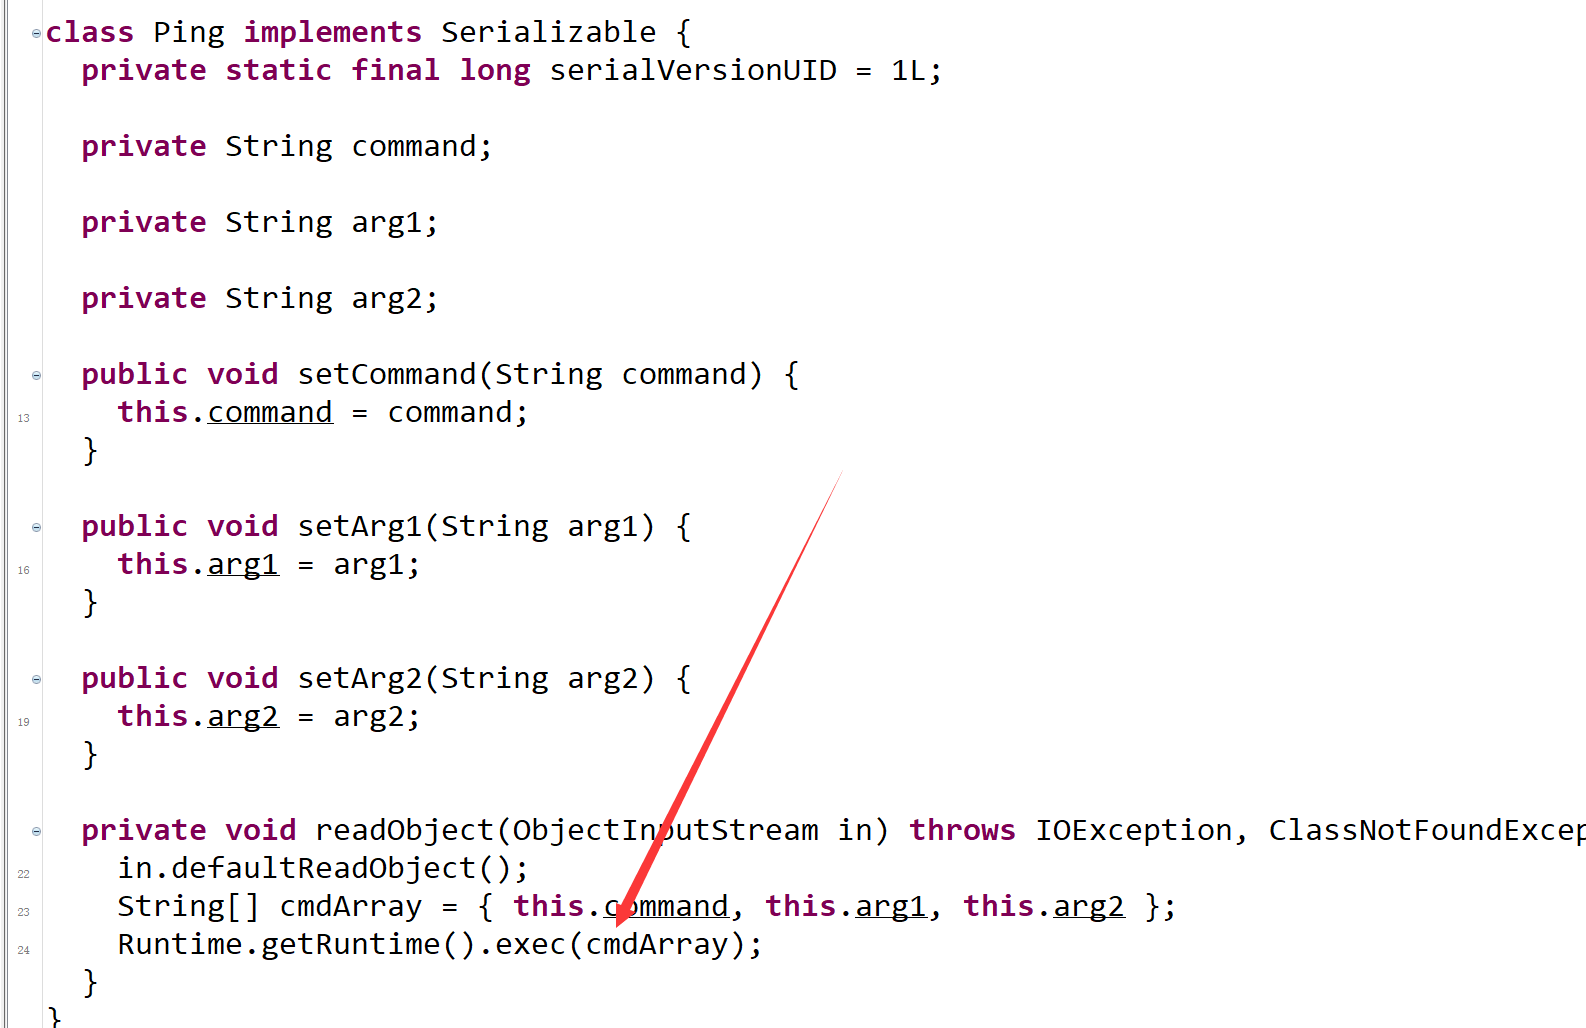 class Ping implements Serializable {
private static final long serialVersionUID = 1L;
private String command;
private String arg1;
private String arg2;
public void setCommand(String command) {
13 this.command = command;
}
public void setArg1(String arg1) {
16 this.arg1 = arg1;
}
public void setArg2(String arg2) {
19 this.arg2 = arg2;
}
private void readObject(ObjectInputStream in) throws IOException, ClassNotFoundExcep
22 in.defaultReadObject();
23 String[] cmdArray = { this.command, this.arg1, this.arg2 };
24 Runtime.getRuntime().exec(cmdArray);
}
}